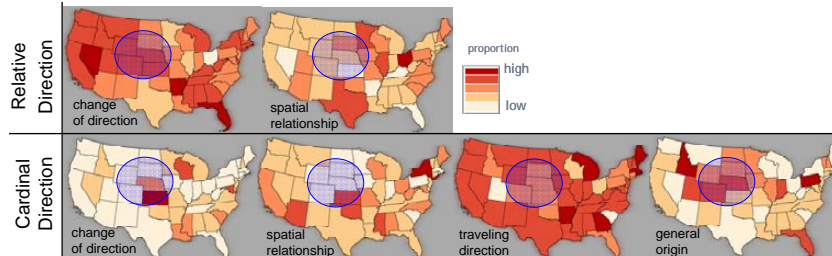 Relative
Direction
change
of direction
spatial
relationship
proportion
high
low
Cardinal
Direction
change
of direction
spatial
relationship
traveling
direction
general
origin